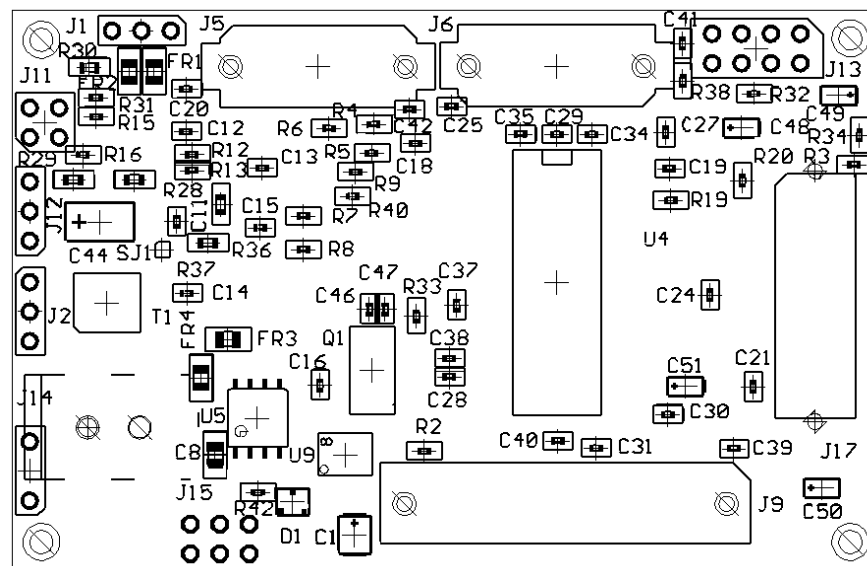 J1
J5
J6
C41
R30
J11
FR2
FR1
R38
R32
J13
R31
C20
R4
C42
C25
C49
R15
C12
R6
C35
C29
C34
C27
C48
R34
R29
R16
R12
R13
C13
R5
C18
C19
R20
R3
R9
R28
R40
R19
J12
C11
C15
R7
C44
SJ1
R36
R8
U4
R37
C14
C47
C46
R33
C37
C24
J2
T1
FR4
FR3
Q1
C38
C16
C28
C51
C21
J14
U5
C30
C8
U9
8
R2
C40
C31
C39
J17
J15
R42
D1
C1
J9
C50